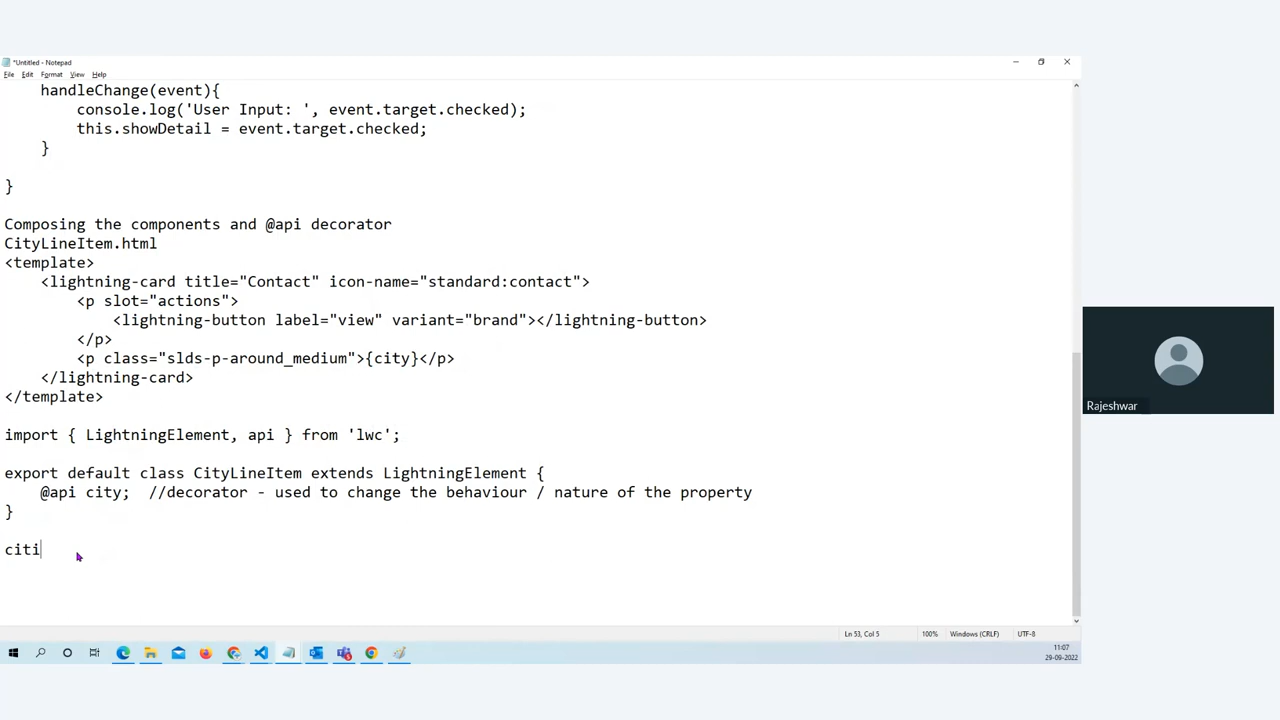 *Untitled - Notepad
File Edit Format View Help
handleChange(event){
console.log('User Input: ', event.target.checked);
this.showDetail = event.target.checked;
}
}
Composing the components and @api decorator
CityLineItem.html
<template>
<lightning-card title="Contact" icon-name="standard:contact">
<p slot="actions">
<lightning-button label="view" variant="brand"></lightning-button>
</p>
<p class="slds-p-around_medium">{city}</p>
</lightning-card>
</template>
import { LightningElement, api } from 'lwc';
export default class CityLineItem extends LightningElement {
@api city;  //decorator - used to change the behaviour / nature of the property
}
citi
Rajeshwar
Ln 53, Col 5 100% Windows (CRLF) UTF-8
11:07
29-09-2022